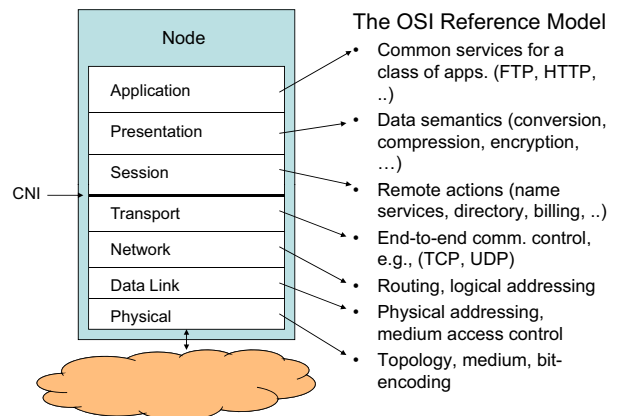 The OSI Reference Model
Node
Application
Presentation
Session
CNI
Transport
Network
Data Link
Physical
• Common services for a
class of apps. (FTP, HTTP,
..)
• Data semantics (conversion,
compression, encryption,
…)
• Remote actions (name
services, directory, billing, ..)
• End-to-end comm. control,
e.g., (TCP, UDP)
• Routing, logical addressing
• Physical addressing,
medium access control
• Topology, medium, bit-
encoding